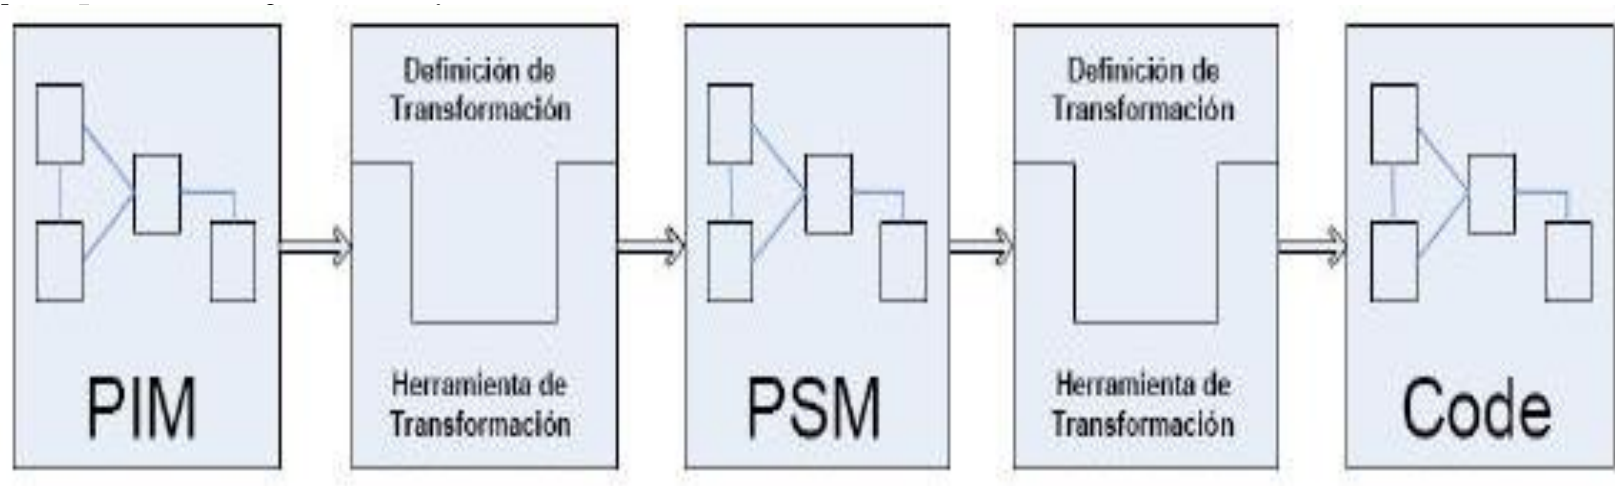 Definición de
Transformación
Herramienta de
Transformación
Definición de
Transformación
Herramienta de
Transformación
PIM
PSM
Code